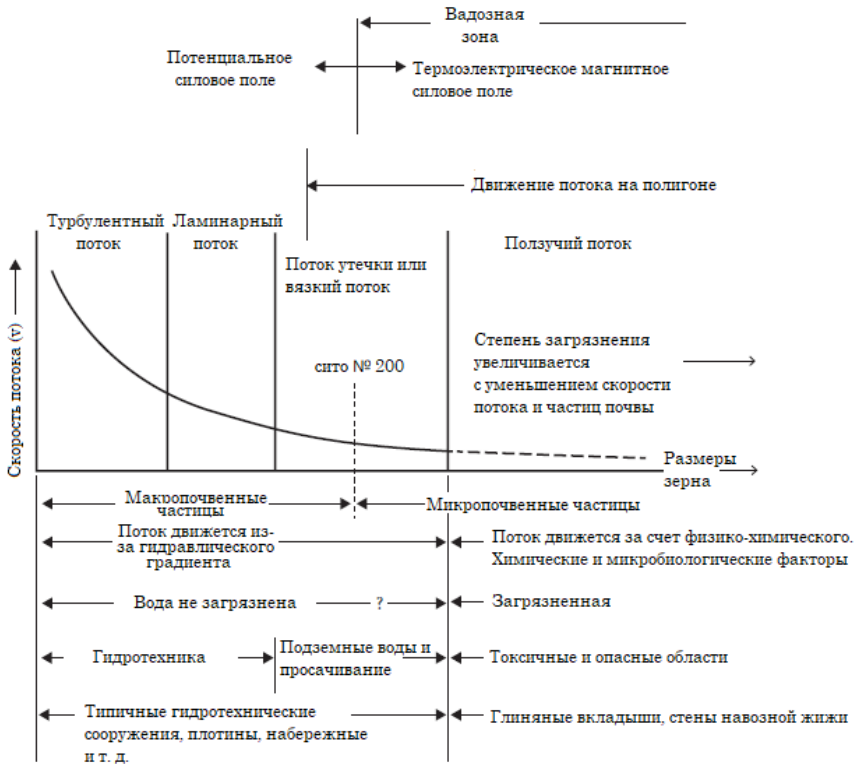 Вадозная
зона
Потенциальное
силовое поле
Термоэлектрическое магнитное
силовое поле
Движение потока на полигоне
Турбулентный
поток
Ламинарный
поток
Поток утечки или
вязкий поток
Ползучий поток
Скорость потока (v)
сито № 200
Степень загрязнения
увеличивается
с уменьшением скорости
потока и частиц почвы
Размеры
зерна
Макропочвенные
частицы
Микропочвенные частицы
Поток движется из-
за гидравлического
градиента
Поток движется за счет физико-химического.
Химические и микробиологические факторы
Вода не загрязнена
?
Загрязненная
Гидротехника
Подземные воды и
просачивание
Токсичные и опасные области
Типичные гидротехнические
сооружения, плотины, набережные
и т. д.
Глиняные вкладыши, стены навозной жижи